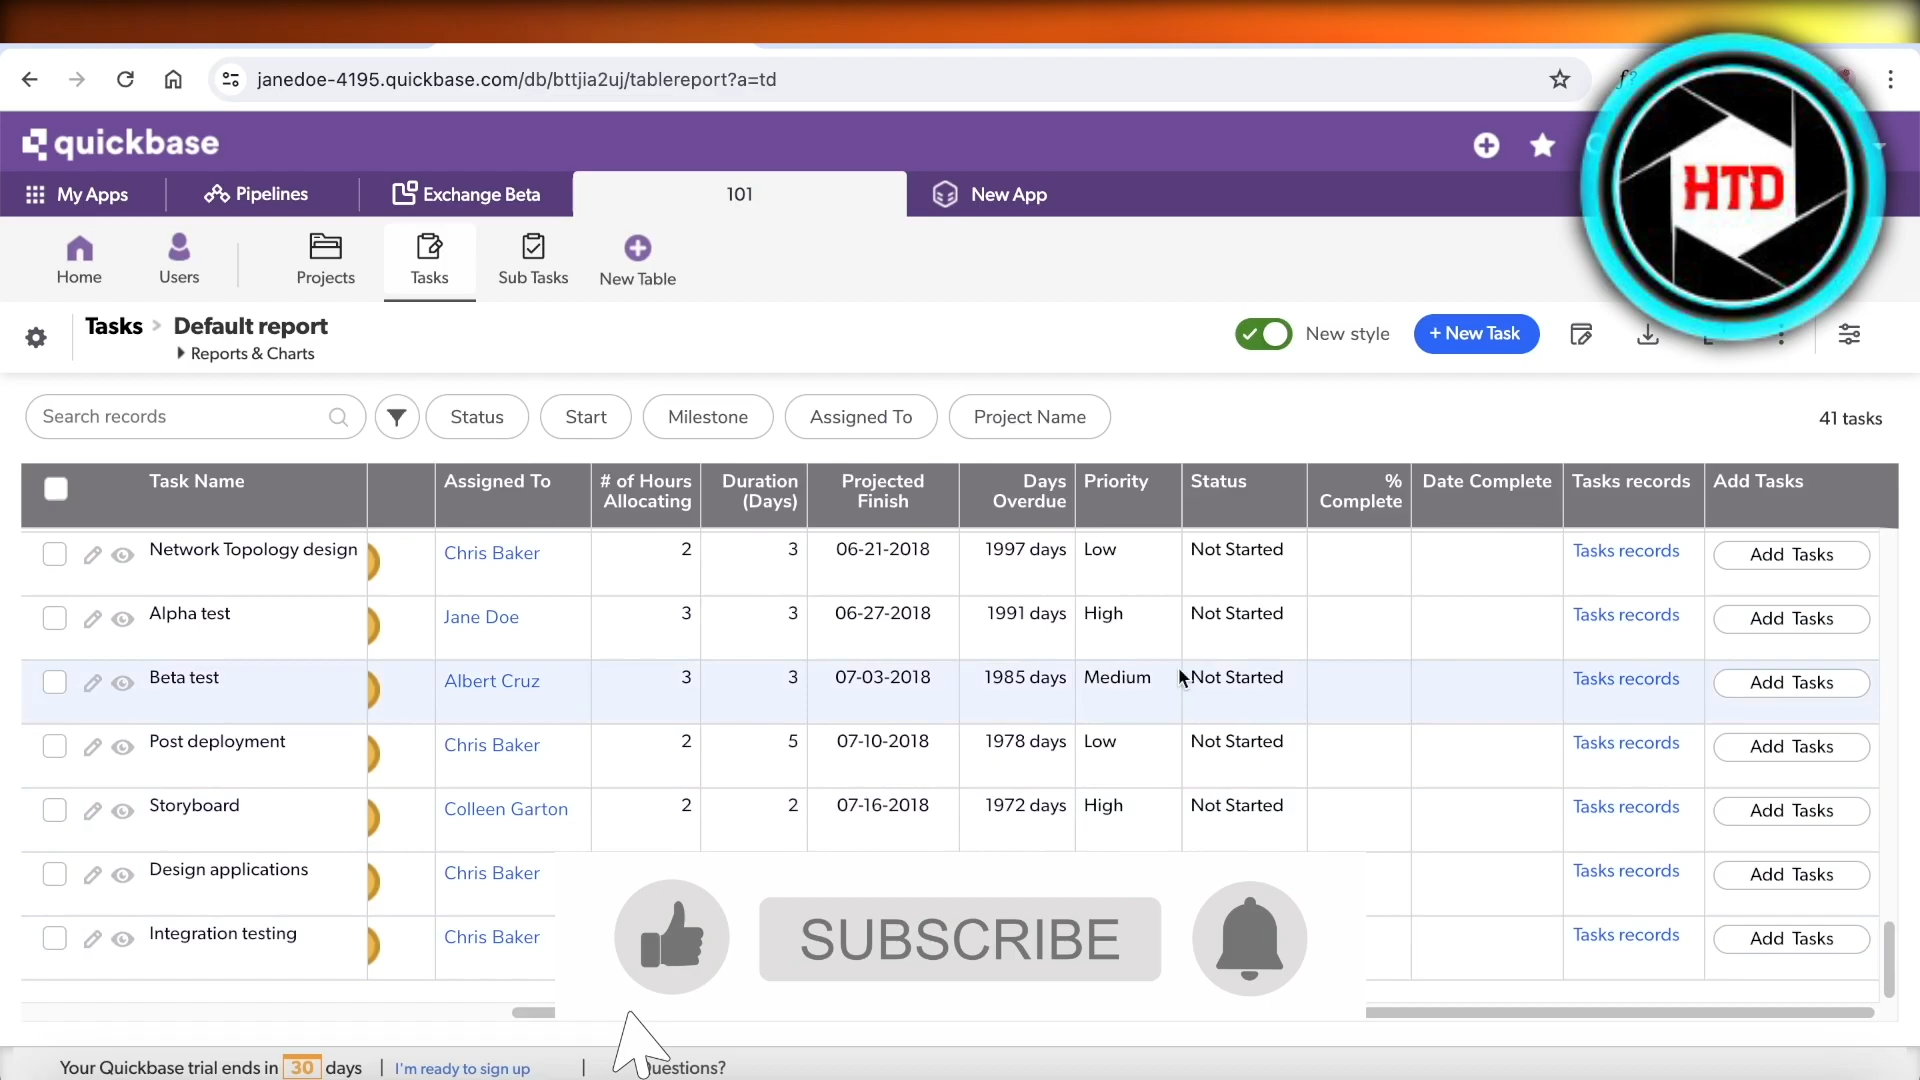 janedoe-4195.quickbase.com/db/bttjia2uj/tablereport?a=td
quickbase
My Apps
Pipelines
Exchange Beta
101
New App
HTD
Home
Users
Projects
Tasks
Sub Tasks
New Table
Tasks > Default report
Reports & Charts
New style
+ New Task
Search records
Status
Start
Milestone
Assigned To
Project Name
41 tasks
Task Name Assigned To # of Hours Allocating Duration (Days) Projected Finish Days Overdue Priority Status % Complete Date Complete Tasks records Add Tasks
Network Topology design Chris Baker 2 3 06-21-2018 1997 days Low Not Started Tasks records Add Tasks
Alpha test Jane Doe 3 3 06-27-2018 1991 days High Not Started Tasks records Add Tasks
Beta test Albert Cruz 3 3 07-03-2018 1985 days Medium Not Started Tasks records Add Tasks
Post deployment Chris Baker 2 5 07-10-2018 1978 days Low Not Started Tasks records Add Tasks
Storyboard Colleen Garton 2 2 07-16-2018 1972 days High Not Started Tasks records Add Tasks
Design applications Chris Baker Tasks records Add Tasks
Integration testing Chris Baker Tasks records Add Tasks
SUBSCRIBE
Your Quickbase trial ends in 30 days | I'm ready to sign up | uestions?